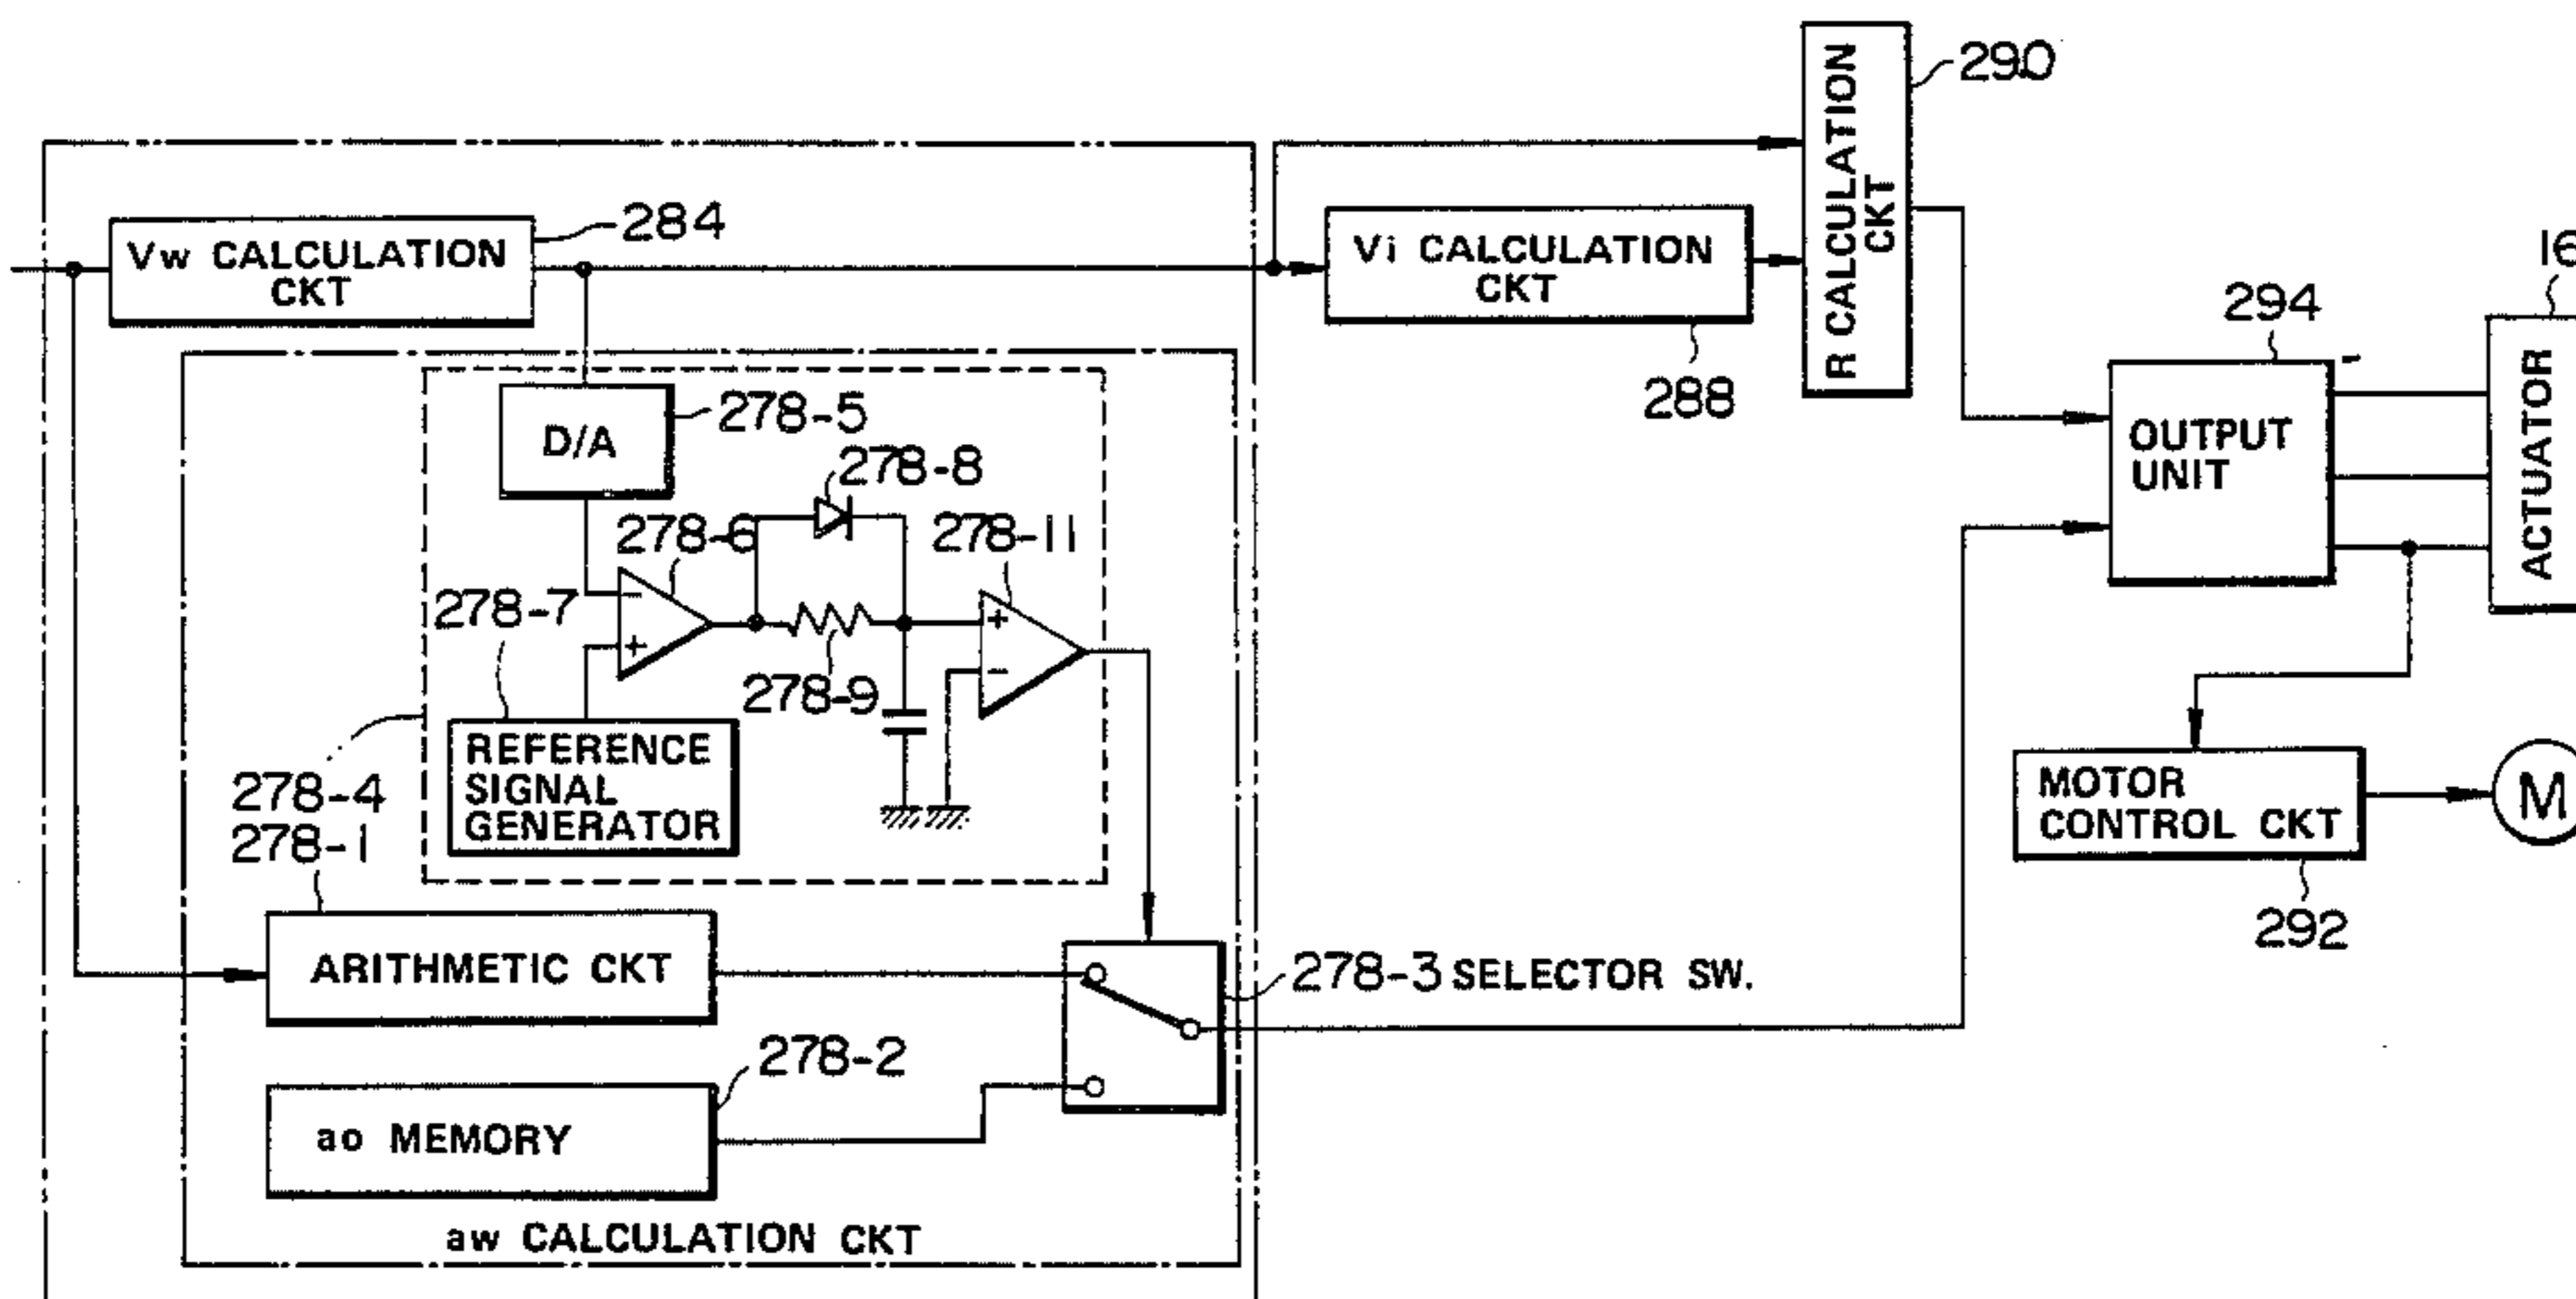 290
R CALCULATION
CKT
284
Vw CALCULATION
CKT
Vi CALCULATION
CKT
288
16
294
OUTPUT
UNIT
ACTUATOR
D/A
278-5
278-8
278-6
278-11
278-7
−
+
+
−
278-9
REFERENCE
SIGNAL
GENERATOR
278-4
278-1
MOTOR
CONTROL CKT
M
292
ARITHMETIC CKT
278-3 SELECTOR SW.
278-2
ao MEMORY
aw CALCULATION CKT